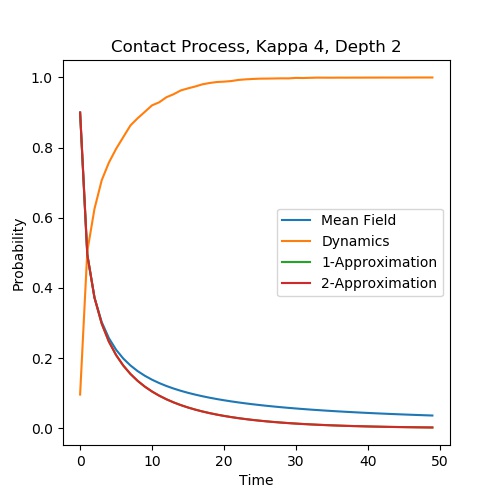 Contact Process, Kappa 4, Depth 2
1.0
0.8
0.6
0.4
0.2
0.0
Probability
Mean Field
Dynamics
1-Approximation
2-Approximation
0 10 20 30 40 50
Time